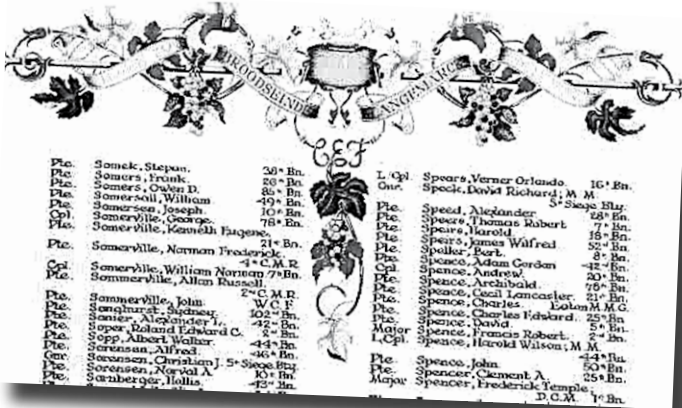 BROODSEINDE
LANGEMARCK
C.E.F.
Pte. Somek, Stepan. 38th Bn.
Pte. Somers, Frank. 26th Bn.
Pte. Somers, Owen D. 85th Bn.
Pte. Somersall, William 49th Bn.
Pte. Somersen, Joseph. 10th Bn.
Cpl. Somerville, George. 78th Bn.
Pte. Somerville, Kenneth Eugene.
21st Bn.
Pte. Somerville, Norman Frederick.
4th C.M.R.
Cpl. Somerville, William Norman 7th Bn.
Pte. Sommerville, Allan Russell.
2nd C.M.R.
Pte. Sommerville, John W.C.F.
Pte. Songhurst, Sydney. 102nd Bn.
Pte. Alexander I. 42nd Bn.
Pte. Soper, Roland Edward C. 2nd Bn.
Pte. Sopp, Albert Walter. 44th Bn.
Pte. Sorensen, Alfred. 46th Bn.
Gnr. Sorensen, Christian J. 5th Siege Bty.
Pte. Sorensen, Norval A. 10th Bn.
Pte. Sornberger, Hollis. 43rd Bn.
L/Cpl. Spears, Verner Orlando. 16th Bn.
Gnr. Speck, David Richard; M.M.
5th Siege Bty.
Pte. Speed, Alexander 28th Bn.
Pte. Speers, Thomas Robert 7th Bn.
Pte. Speirs, Harold. 18th Bn.
Pte. Speirs, James Wilfred 52nd Bn.
Pte. Speller, Bert. 8th Bn.
Pte. Spence, Adam Gordon 42nd Bn.
Cpl. Spence, Andrew. 20th Bn.
Pte. Spence, Archibald. 78th Bn.
Pte. Spence, Cecil Lancaster. 21st Bn.
Pte. Spence, Charles Eaton M.M.G.
Pte. Spence, Charles Edward. 25th Bn.
Pte. Spence, David. 5th Bn.
Major Spence, Francis Robert. 2nd Bn.
L/Cpl. Spence, Harold Wilson; M.M.
44th Bn.
Pte. Spence, John 50th Bn.
Pte. Spencer, Clement A. 25th Bn.
Major Spencer, Frederick Temple;
D.C.M. 1st Bn.